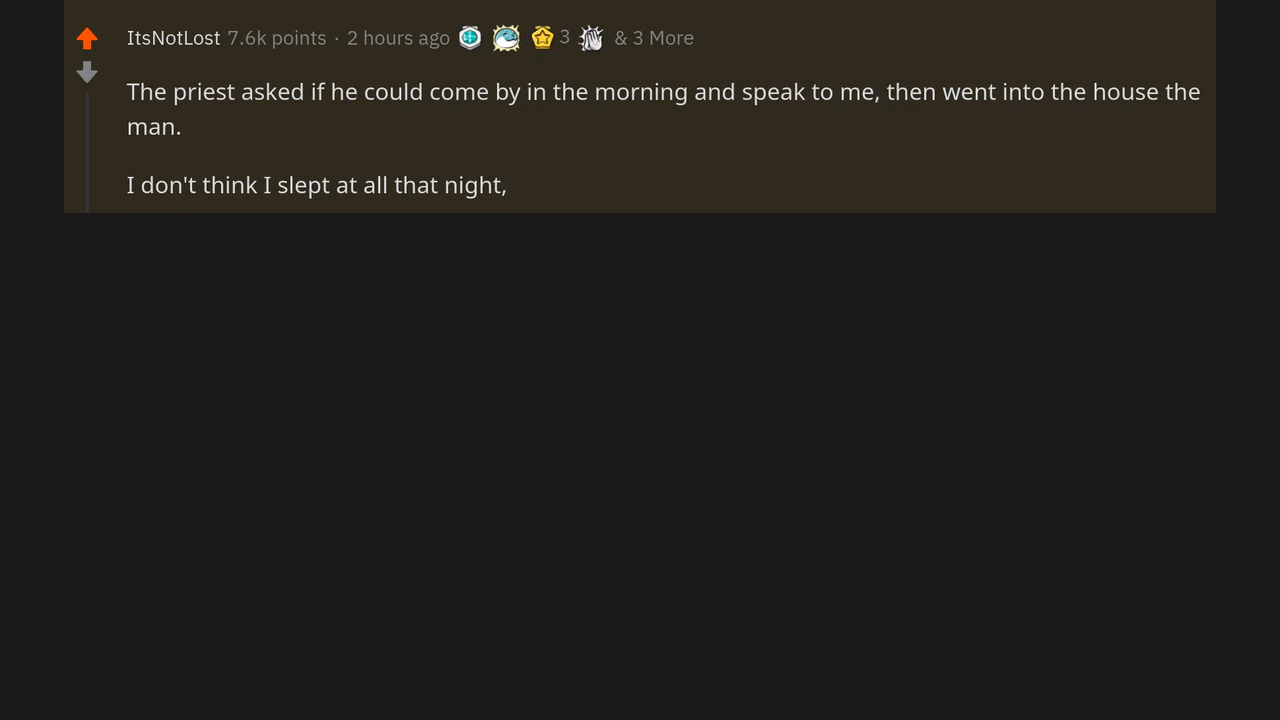 ItsNotLost 7.6k points · 2 hours ago 3 & 3 More
The priest asked if he could come by in the morning and speak to me, then went into the house the
man.
I don't think I slept at all that night,